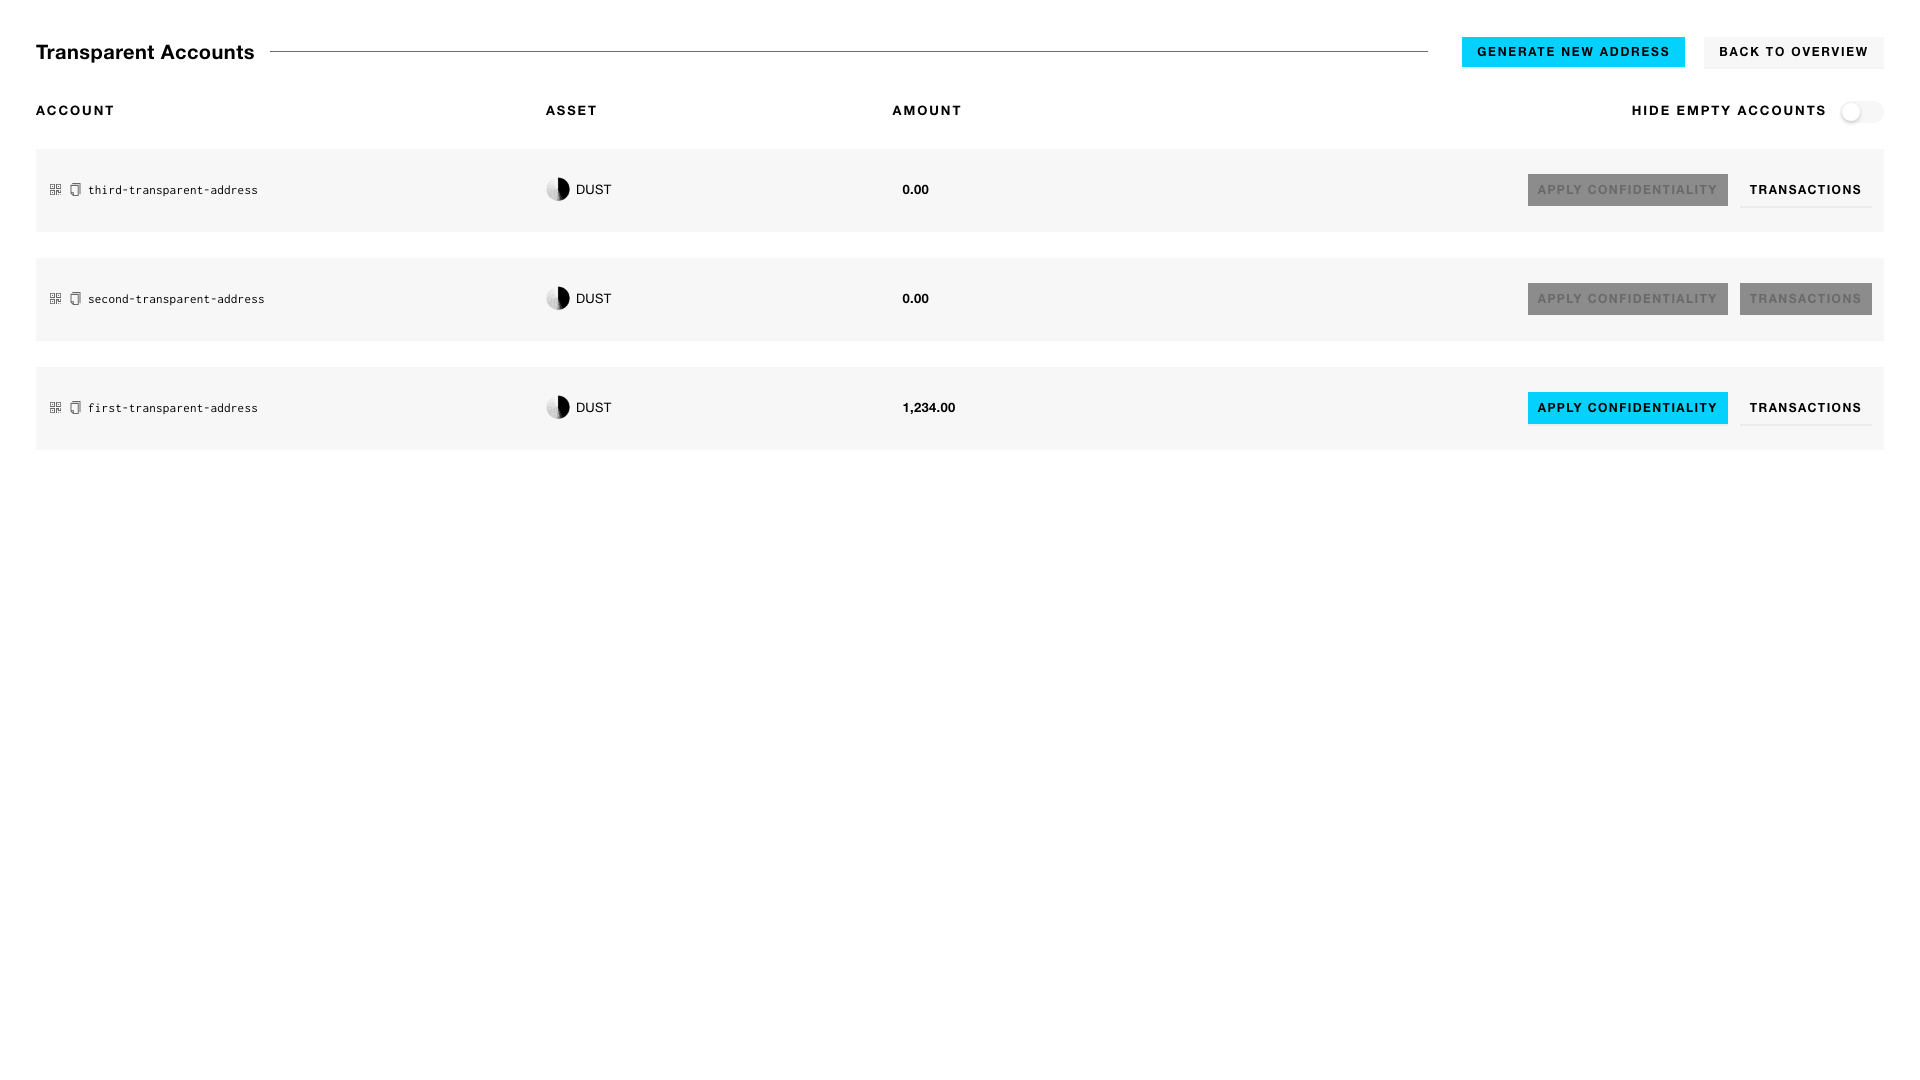 Transparent Accounts
GENERATE NEW ADDRESS
BACK TO OVERVIEW
ACCOUNT ASSET AMOUNT HIDE EMPTY ACCOUNTS
third-transparent-address DUST 0.00 APPLY CONFIDENTIALITY TRANSACTIONS
second-transparent-address DUST 0.00 APPLY CONFIDENTIALITY TRANSACTIONS
first-transparent-address DUST 1,234.00 APPLY CONFIDENTIALITY TRANSACTIONS